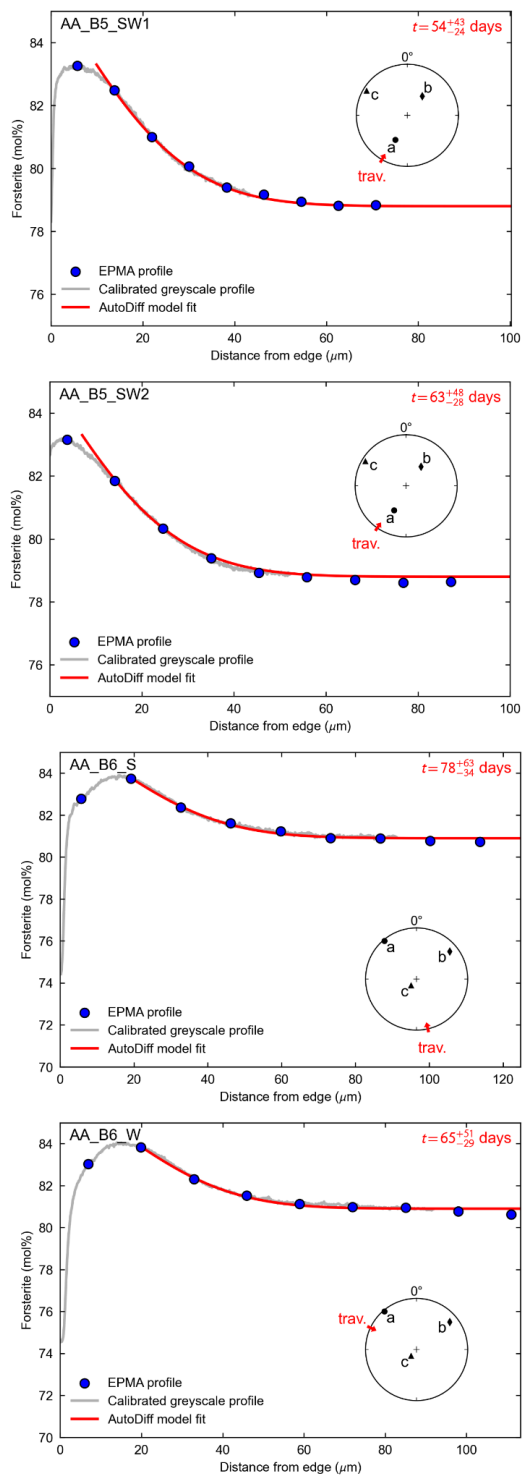 AA_B5_SW1
t=54+43−24 days
0°
c
b
a
trav.
84
82
80
78
76
Forsterite (mol%)
EPMA profile
Calibrated greyscale profile
AutoDiff model fit
0 20 40 60 80 100
Distance from edge (μm)
AA_B5_SW2
t=63+48−28 days
0°
c
b
a
trav.
84
82
80
78
76
Forsterite (mol%)
EPMA profile
Calibrated greyscale profile
AutoDiff model fit
0 20 40 60 80 100
Distance from edge (μm)
AA_B6_S
t=78+63−34 days
84
82
80
78
76
74
72
70
Forsterite (mol%)
0°
a
b
c
trav.
EPMA profile
Calibrated greyscale profile
AutoDiff model fit
0 20 40 60 80 100 120
Distance from edge (μm)
AA_B6_W
t=65+51−29 days
84
82
80
78
76
74
72
70
Forsterite (mol%)
0°
trav.
a
b
c
EPMA profile
Calibrated greyscale profile
AutoDiff model fit
0 20 40 60 80 100
Distance from edge (μm)